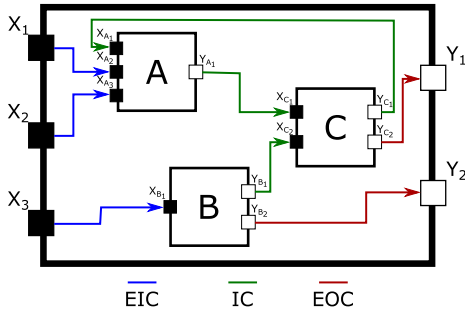 X1
X2
X3
XA1
XA2
XA3
A
YA1
XB1
B
YB1
YB2
XC1
XC2
C
YC1
YC2
Y1
Y2
EIC
IC
EOC